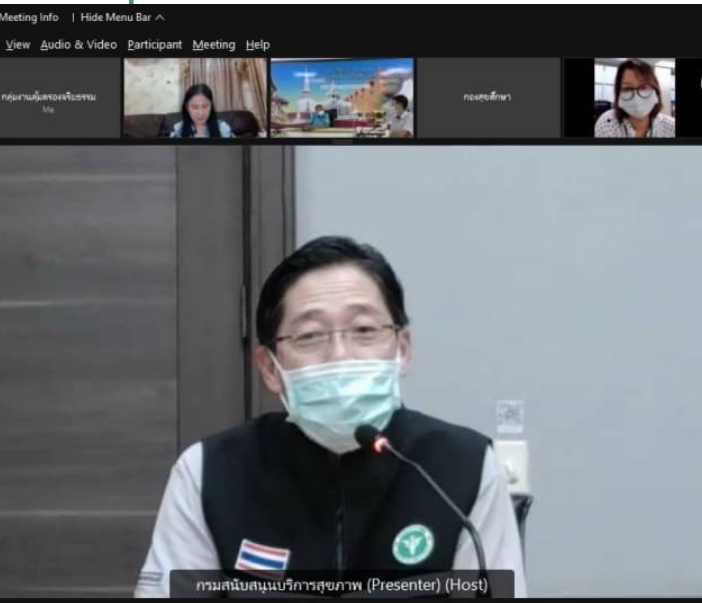 Meeting Info | Hide Menu Bar ^
View Audio & Video Participant Meeting Help
กลุ่มงานคุ้มครองจริยธรรม
Me
กองสุขศึกษา
กรมสนับสนุนบริการสุขภาพ (Presenter) (Host)